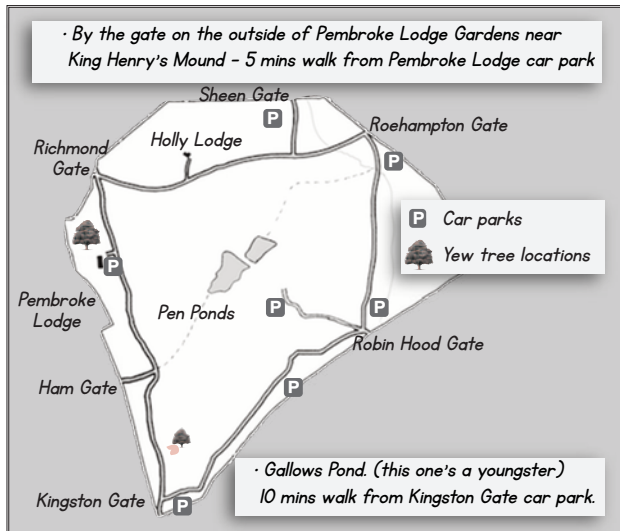 · By the gate on the outside of Pembroke Lodge Gardens near
King Henry's Mound - 5 mins walk from Pembroke Lodge car park
Sheen Gate
P
Roehampton Gate
Holly Lodge
Richmond
Gate
P
P Car parks
Yew tree locations
P
Pembroke
Lodge
Pen Ponds
P
P
Robin Hood Gate
Ham Gate
P
· Gallows Pond. (this one's a youngster)
10 mins walk from Kingston Gate car park.
Kingston Gate
P